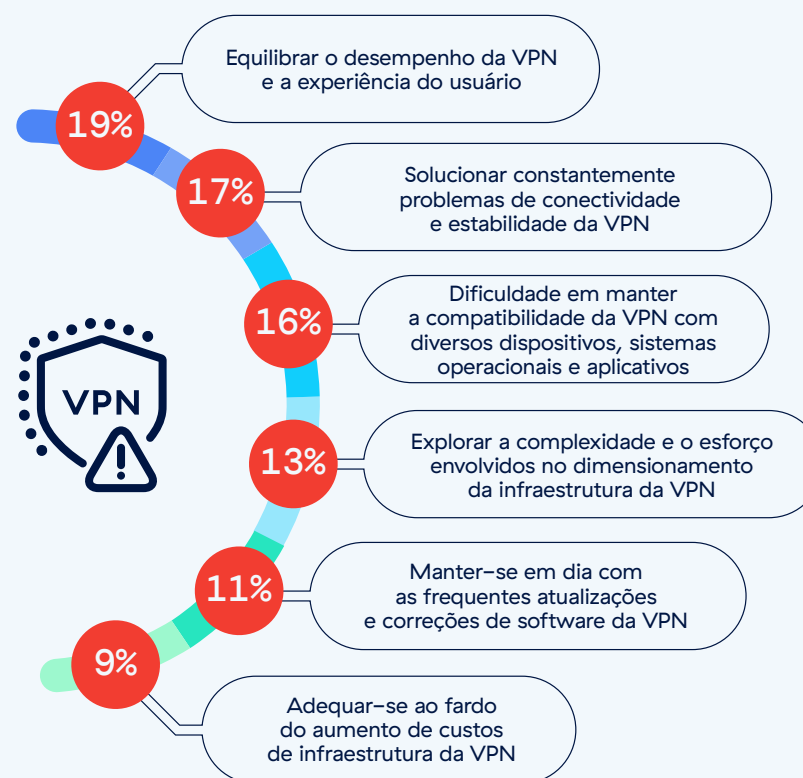 19%
Equilibrar o desempenho da VPN
e a experiência do usuário
17%
Solucionar constantemente
problemas de conectividade
e estabilidade da VPN
16%
Dificuldade em manter
a compatibilidade da VPN com
diversos dispositivos, sistemas
operacionais e aplicativos
VPN
13%
Explorar a complexidade e o esforço
envolvidos no dimensionamento
da infraestrutura da VPN
11%
Manter-se em dia com
as frequentes atualizações
e correções de software da VPN
9%
Adequar-se ao fardo
do aumento de custos
de infraestrutura da VPN